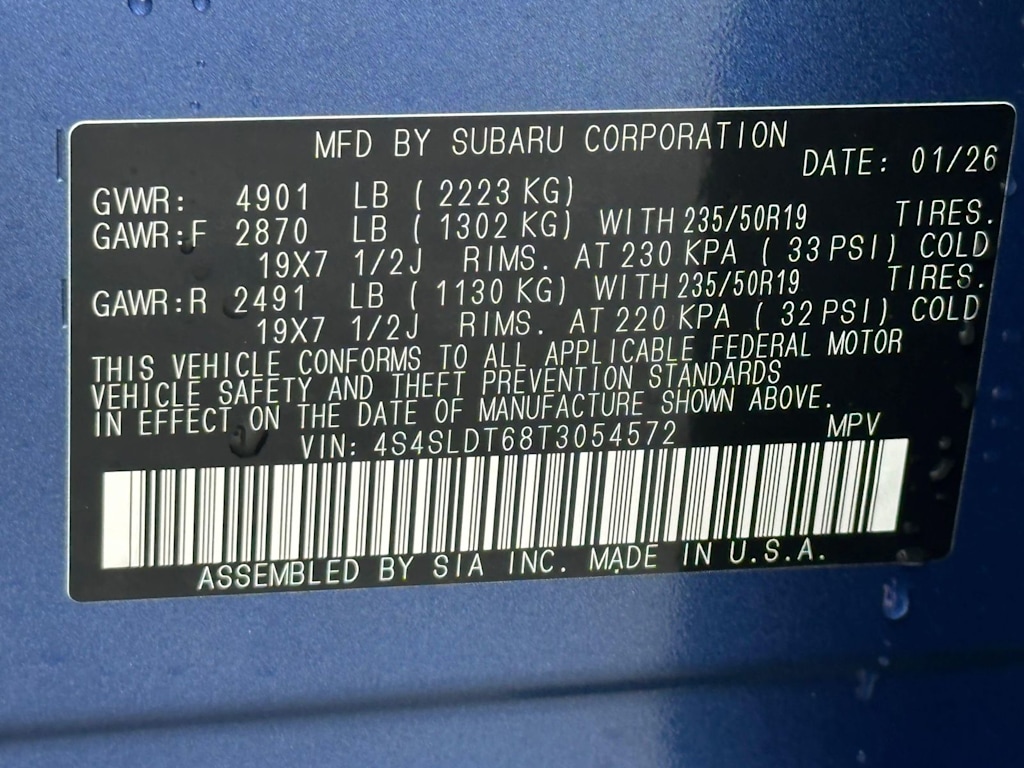 MFD BY SUBARU CORPORATION
DATE: 01/26
GVWR: 4901 LB ( 2223 KG)
GAWR:F 2870 LB ( 1302 KG) WITH 235/50R19 TIRES.
19X7 1/2J RIMS. AT 230 KPA ( 33 PSI) COLD
GAWR:R 2491 LB ( 1130 KG) WITH 235/50R19 TIRES.
19X7 1/2J RIMS. AT 220 KPA ( 32 PSI) COLD
THIS VEHICLE CONFORMS TO ALL APPLICABLE FEDERAL MOTOR
VEHICLE SAFETY AND THEFT PREVENTION STANDARDS
IN EFFECT ON THE DATE OF MANUFACTURE SHOWN ABOVE.
VIN: 4S4SLDT68T3054572 MPV
ASSEMBLED BY SIA INC. MADE IN U.S.A.